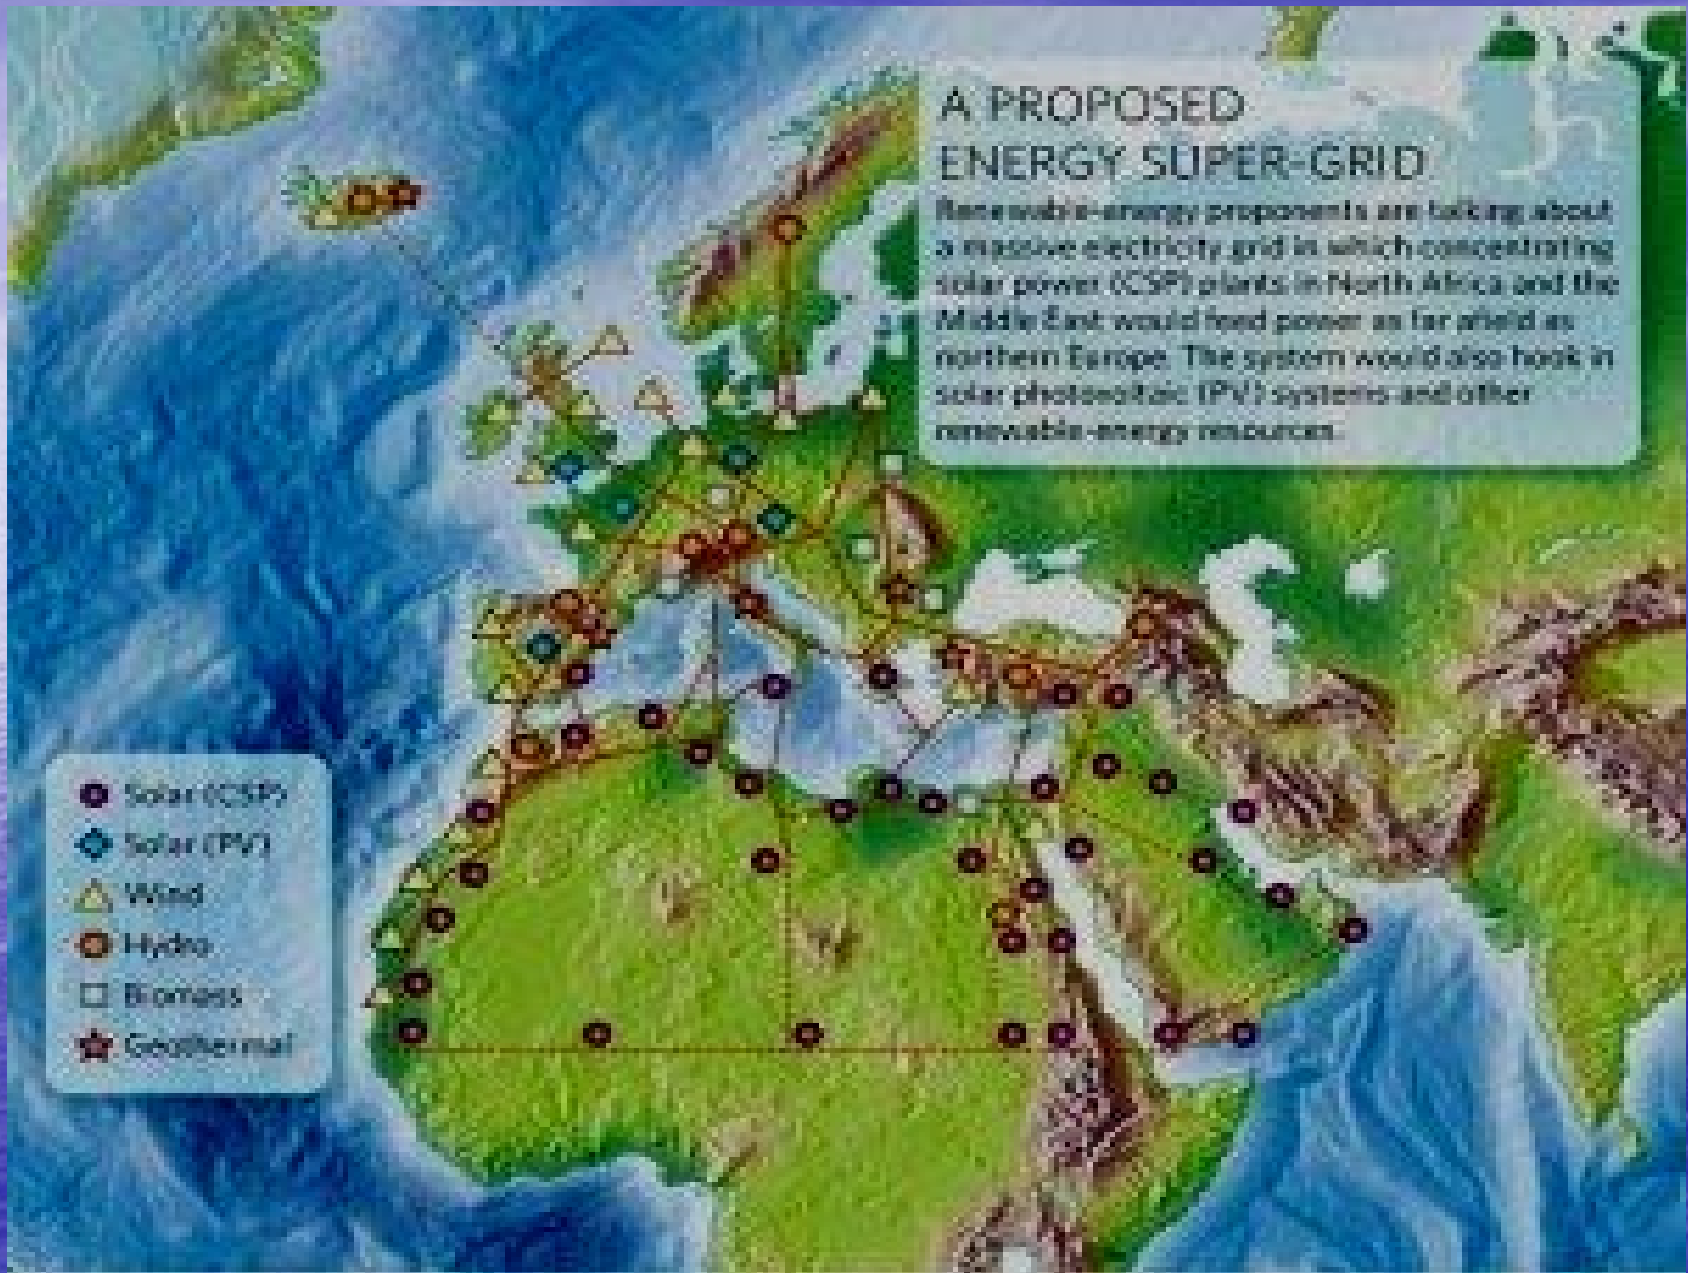 A PROPOSED
ENERGY SUPER-GRID
Renewable-energy proponents are talking about
a massive electricity grid in which concentrating
solar power (CSP) plants in North Africa and the
Middle East would feed power as far afield as
northern Europe. The system would also hook in
solar photovoltaic (PV) systems and other
renewable-energy resources.
Solar (CSP)
Solar (PV)
Wind
Hydro
Biomass
Geothermal